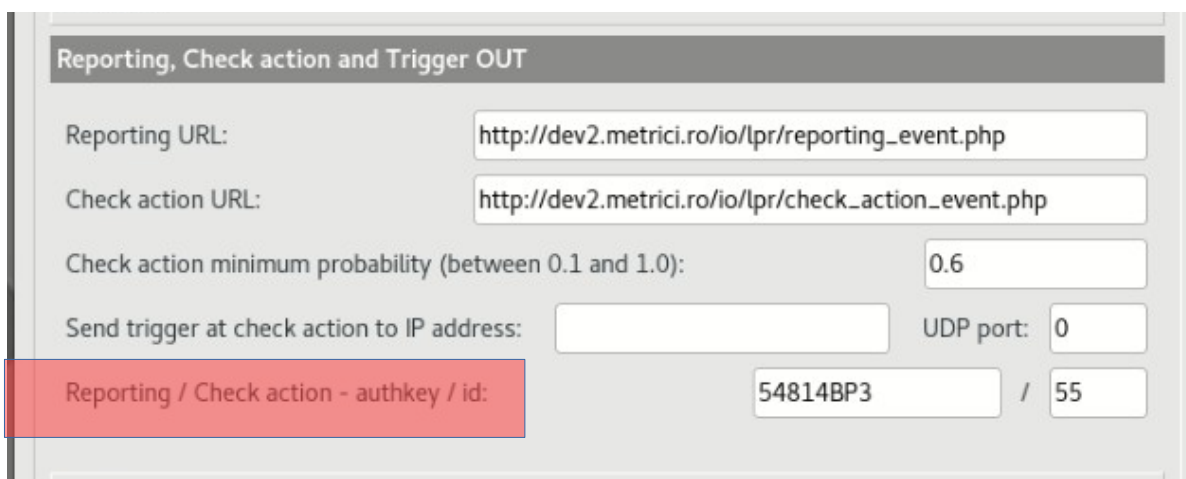 Reporting, Check action and Trigger OUT
Reporting URL: http://dev2.metrici.ro/io/lpr/reporting_event.php
Check action URL: http://dev2.metrici.ro/io/lpr/check_action_event.php
Check action minimum probability (between 0.1 and 1.0): 0.6
Send trigger at check action to IP address: UDP port: 0
Reporting / Check action - authkey / id: 54814BP3 / 55